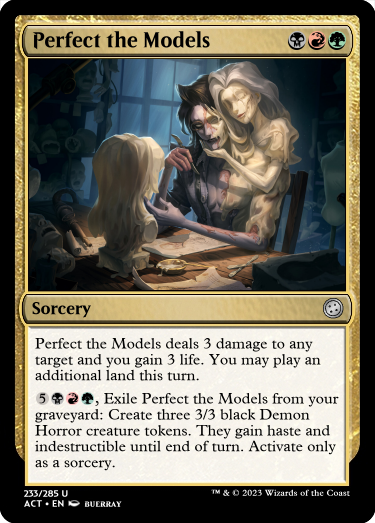 Perfect the Models
Sorcery
Perfect the Models deals 3 damage to any
target and you gain 3 life. You may play an
additional land this turn.
5, Exile Perfect the Models from your
graveyard: Create three 3/3 black Demon
Horror creature tokens. They gain haste and
indestructible until end of turn. Activate only
as a sorcery.
233/285 U
ACT • EN BUERRAY
™ & © 2023 Wizards of the Coast